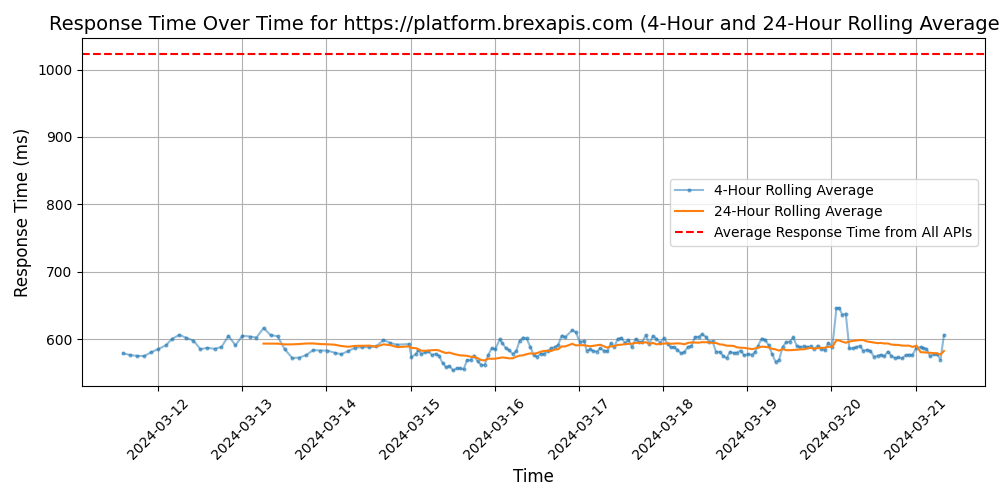 Response Time Over Time for https://platform.brexapis.com (4-Hour and 24-Hour Rolling Average
Response Time (ms)
1000
900
800
700
600
4-Hour Rolling Average
24-Hour Rolling Average
Average Response Time from All APIs
2024-03-12
2024-03-13
2024-03-14
2024-03-15
2024-03-16
2024-03-17
2024-03-18
2024-03-19
2024-03-20
2024-03-21
Time